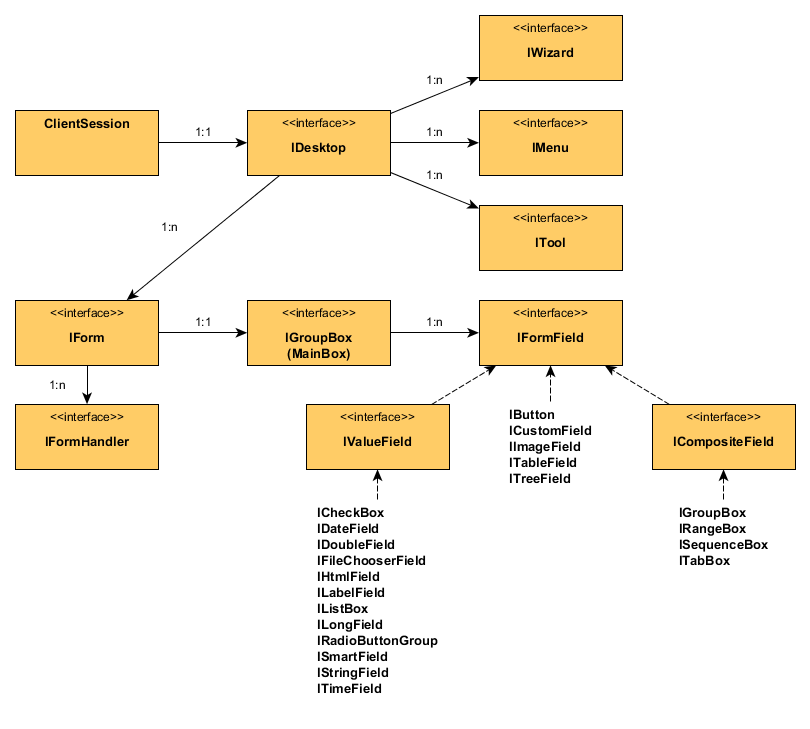 <<interface>>
IWizard
1:n
ClientSession
1:1
<<interface>>
IDesktop
1:n
<<interface>>
IMenu
1:n
<<interface>>
ITool
1:n
<<interface>>
IForm
1:1
<<interface>>
IGroupBox
(MainBox)
1:n
<<interface>>
IFormField
1:n
<<interface>>
IFormHandler
<<interface>>
IValueField
IButton
ICustomField
IImageField
ITableField
ITreeField
<<interface>>
ICompositeField
ICheckBox
IDateField
IDoubleField
IFileChooserField
IHtmlField
ILabelField
IListBox
ILongField
IRadioButtonGroup
ISmartField
IStringField
ITimeField
IGroupBox
IRangeBox
ISequenceBox
ITabBox